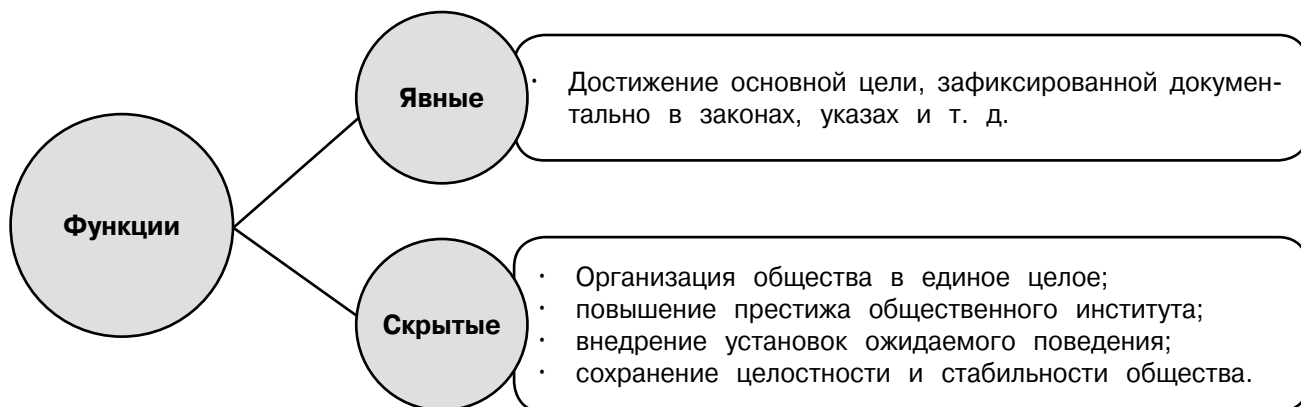 Функции
Явные
· Достижение основной цели, зафиксированной докумен-
тально в законах, указах и т. д.
Скрытые
· Организация общества в единое целое;
· повышение престижа общественного института;
· внедрение установок ожидаемого поведения;
· сохранение целостности и стабильности общества.